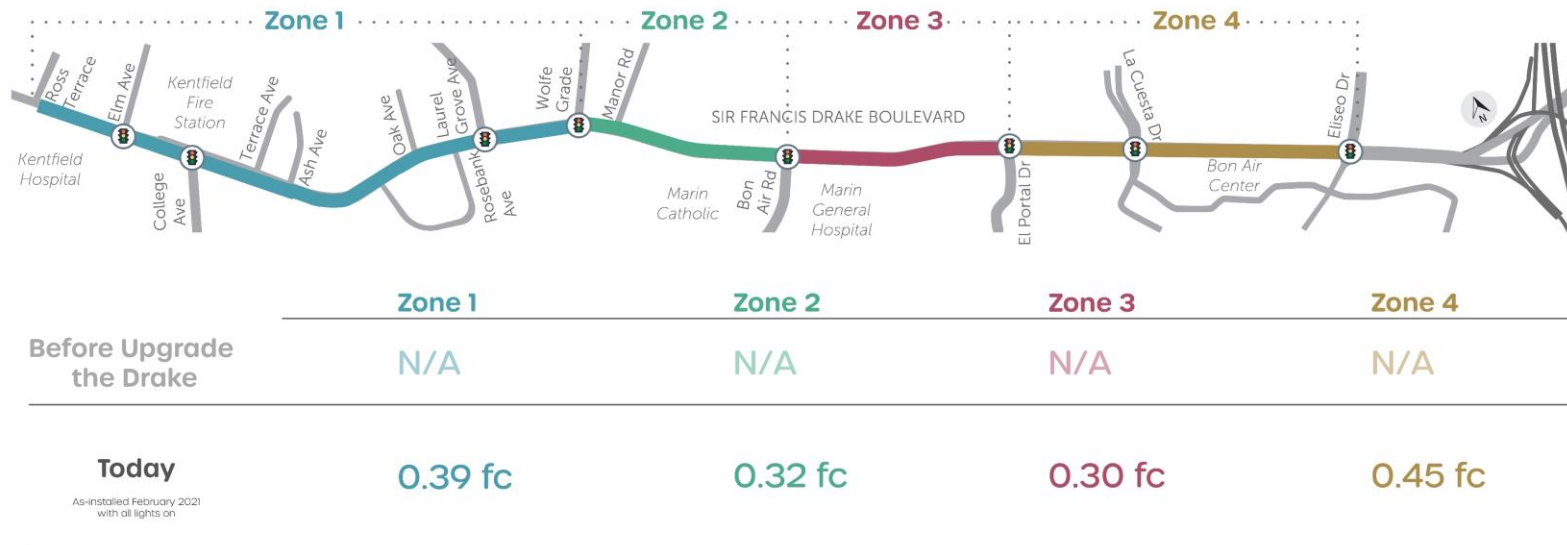 Zone 1
Zone 2
Zone 3
Zone 4
Ross
Terrace
Elm Ave
Kentfield
Fire
Station
Terrace Ave
Ash Ave
Oak Ave
Laurel
Grove Ave
Wolfe
Grade
Manor Rd
SIR FRANCIS DRAKE BOULEVARD
La Cuesta Dr
Eliseo Dr
N
Kentfield
Hospital
College
Ave
Rosebank
Ave
Marin
Catholic
Bon
Air Rd
Marin
General
Hospital
El Portal Dr
Bon Air
Center
Zone 1
Zone 2
Zone 3
Zone 4
Before Upgrade
the Drake
N/A
N/A
N/A
N/A
Today
As-installed February 2021
with all lights on
0.39 fc
0.32 fc
0.30 fc
0.45 fc